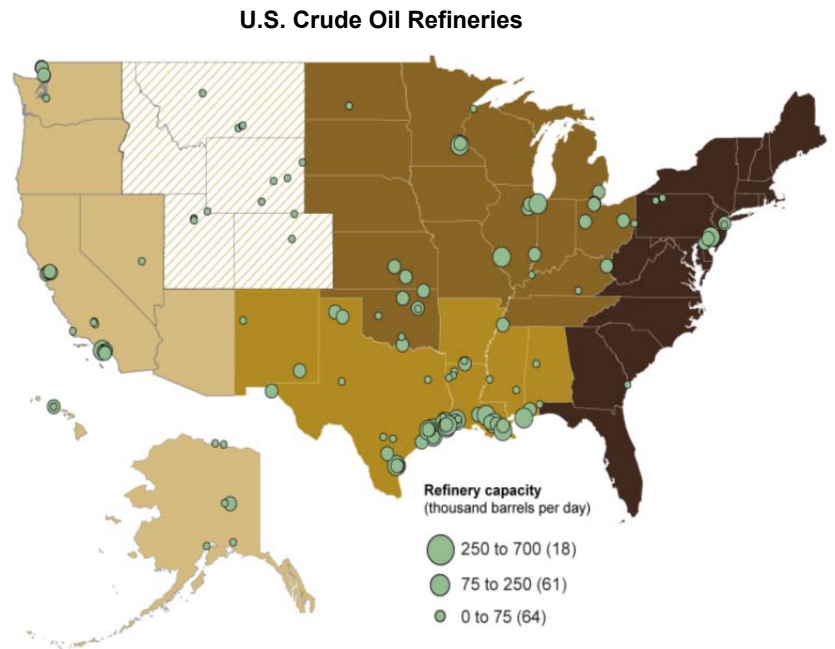 U.S. Crude Oil Refineries
Refinery capacity
(thousand barrels per day)
250 to 700 (18)
75 to 250 (61)
0 to 75 (64)